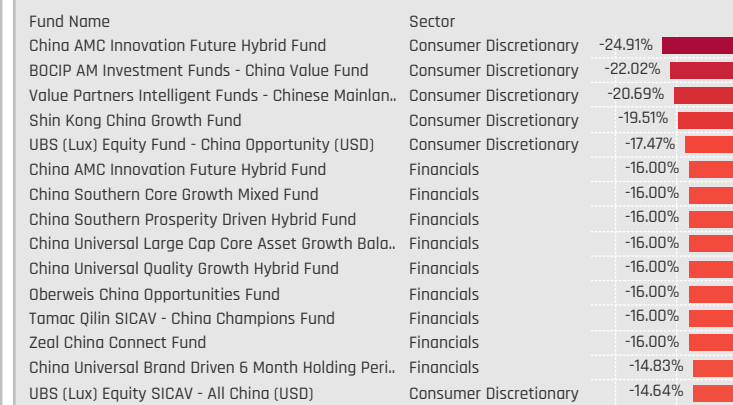 Fund Name Sector
China AMC Innovation Future Hybrid Fund Consumer Discretionary -24.91%
BOCIP AM Investment Funds - China Value Fund Consumer Discretionary -22.02%
Value Partners Intelligent Funds - Chinese Mainlan.. Consumer Discretionary -20.69%
Shin Kong China Growth Fund Consumer Discretionary -19.51%
UBS (Lux) Equity Fund - China Opportunity (USD) Consumer Discretionary -17.47%
China AMC Innovation Future Hybrid Fund Financials -16.00%
China Southern Core Growth Mixed Fund Financials -16.00%
China Southern Prosperity Driven Hybrid Fund Financials -16.00%
China Universal Large Cap Core Asset Growth Bala.. Financials -16.00%
China Universal Quality Growth Hybrid Fund Financials -16.00%
Oberweis China Opportunities Fund Financials -16.00%
Tamac Qilin SICAV - China Champions Fund Financials -16.00%
Zeal China Connect Fund Financials -16.00%
China Universal Brand Driven 6 Month Holding Peri.. Financials -14.83%
UBS (Lux) Equity SICAV - All China (USD) Consumer Discretionary -14.64%